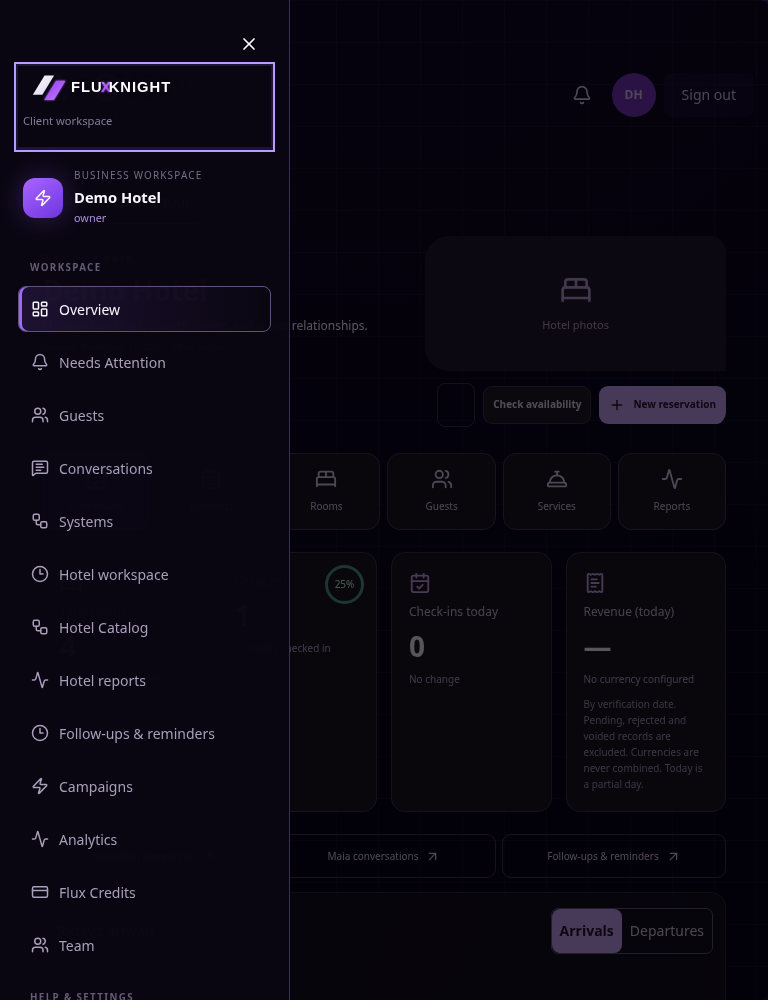 FLUXKNIGHT
Client workspace
BUSINESS WORKSPACE
Demo Hotel
owner
WORKSPACE
Overview
Needs Attention
Guests
Conversations
Systems
Hotel workspace
Hotel Catalog
Hotel reports
Follow-ups & reminders
Campaigns
Analytics
Flux Credits
Team
HELP & SETTINGS
DH
Sign out
relationships.
Hotel photos
Check availability
New reservation
Rooms
Guests
Services
Reports
25%
Check-ins today
0
No change
Revenue (today)
—
No currency configured
By verification date.
Pending, rejected and
voided records are
excluded. Currencies are
never combined. Today is
a partial day.
Maia conversations
Follow-ups & reminders
Arrivals
Departures